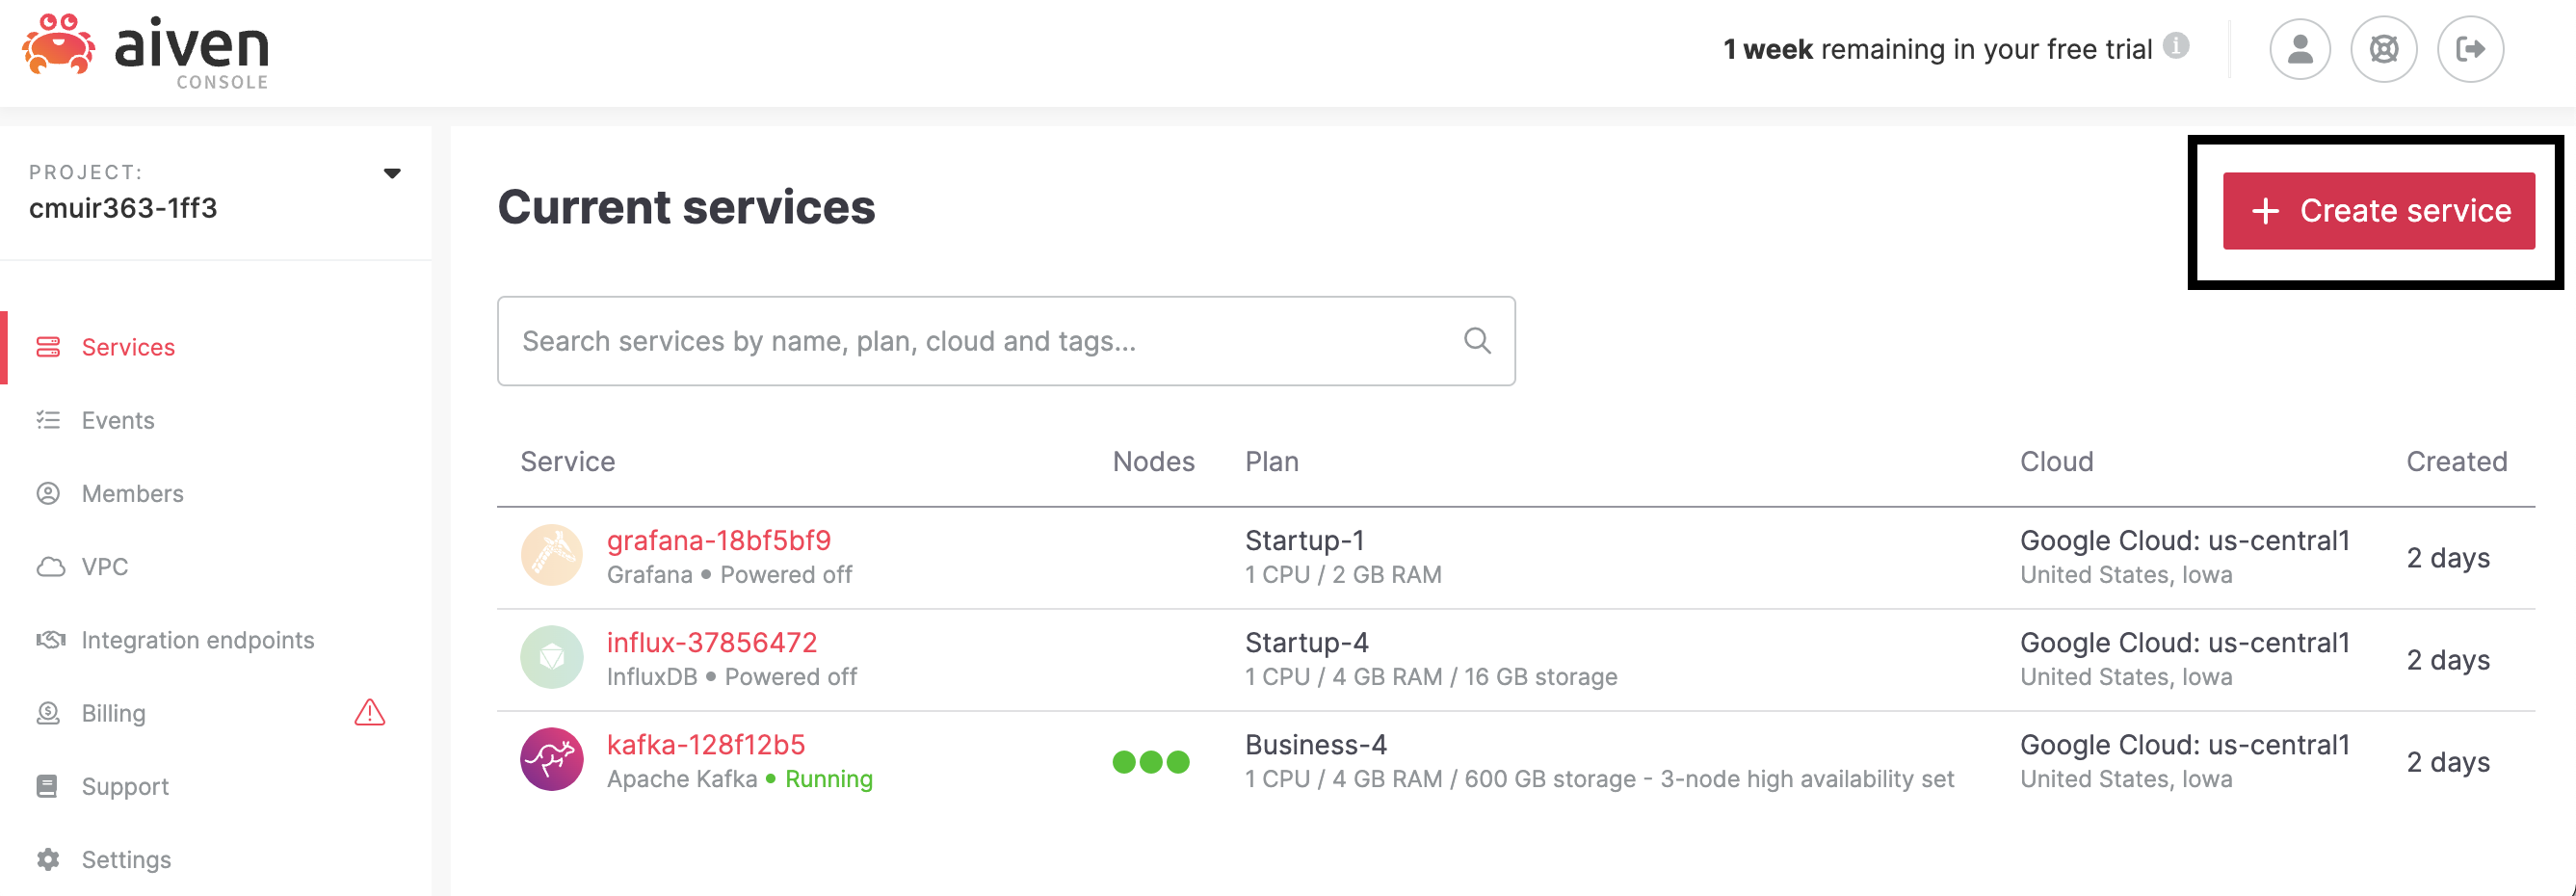 aiven
CONSOLE
1 week remaining in your free trial
PROJECT:
cmuir363-1ff3
Services
Events
Members
VPC
Integration endpoints
Billing
Support
Settings
Current services
+ Create service
Search services by name, plan, cloud and tags...
Service Nodes Plan Cloud Created
grafana-18bf5bf9 Startup-1 Google Cloud: us-central1 2 days
Grafana • Powered off 1 CPU / 2 GB RAM United States, Iowa
influx-37856472 Startup-4 Google Cloud: us-central1 2 days
InfluxDB • Powered off 1 CPU / 4 GB RAM / 16 GB storage United States, Iowa
kafka-128f12b5 Business-4 Google Cloud: us-central1 2 days
Apache Kafka • Running 1 CPU / 4 GB RAM / 600 GB storage - 3-node high availability set United States, Iowa